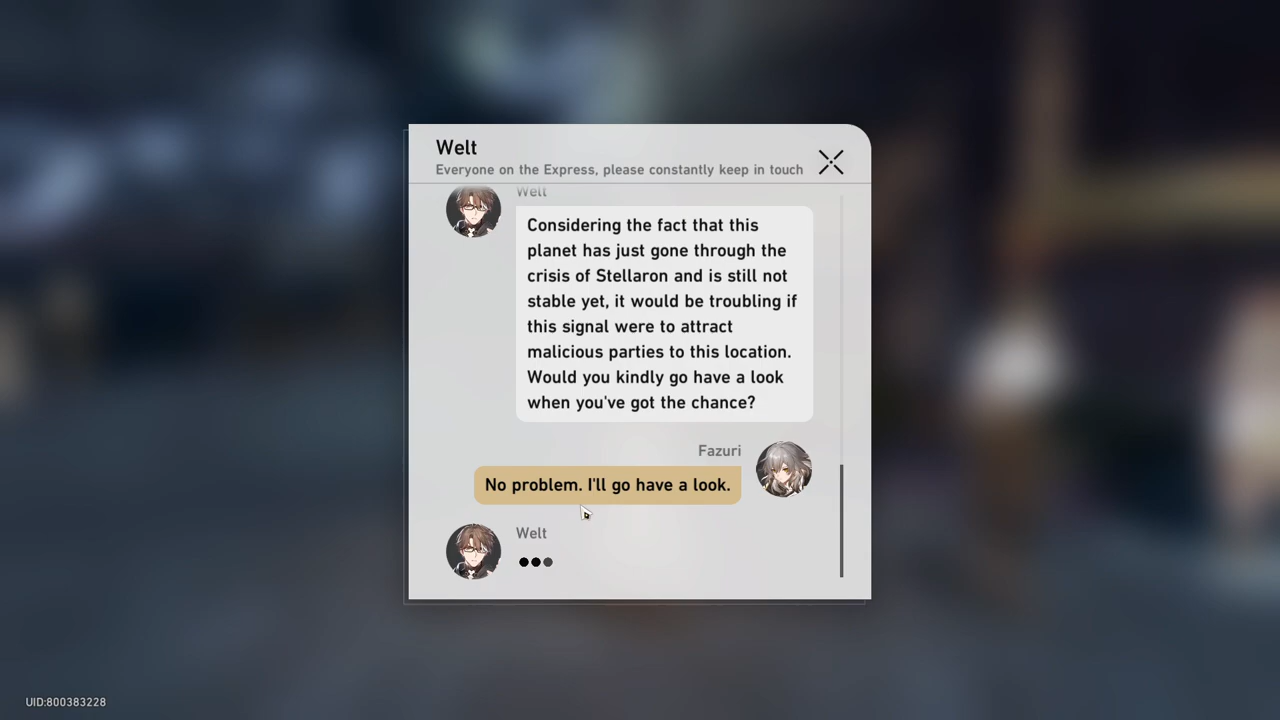 Welt
Everyone on the Express, please constantly keep in touch
Welt
Considering the fact that this
planet has just gone through the
crisis of Stellaron and is still not
stable yet, it would be troubling if
this signal were to attract
malicious parties to this location.
Would you kindly go have a look
when you've got the chance?
Fazuri
No problem. I'll go have a look.
Welt
UID:800383228